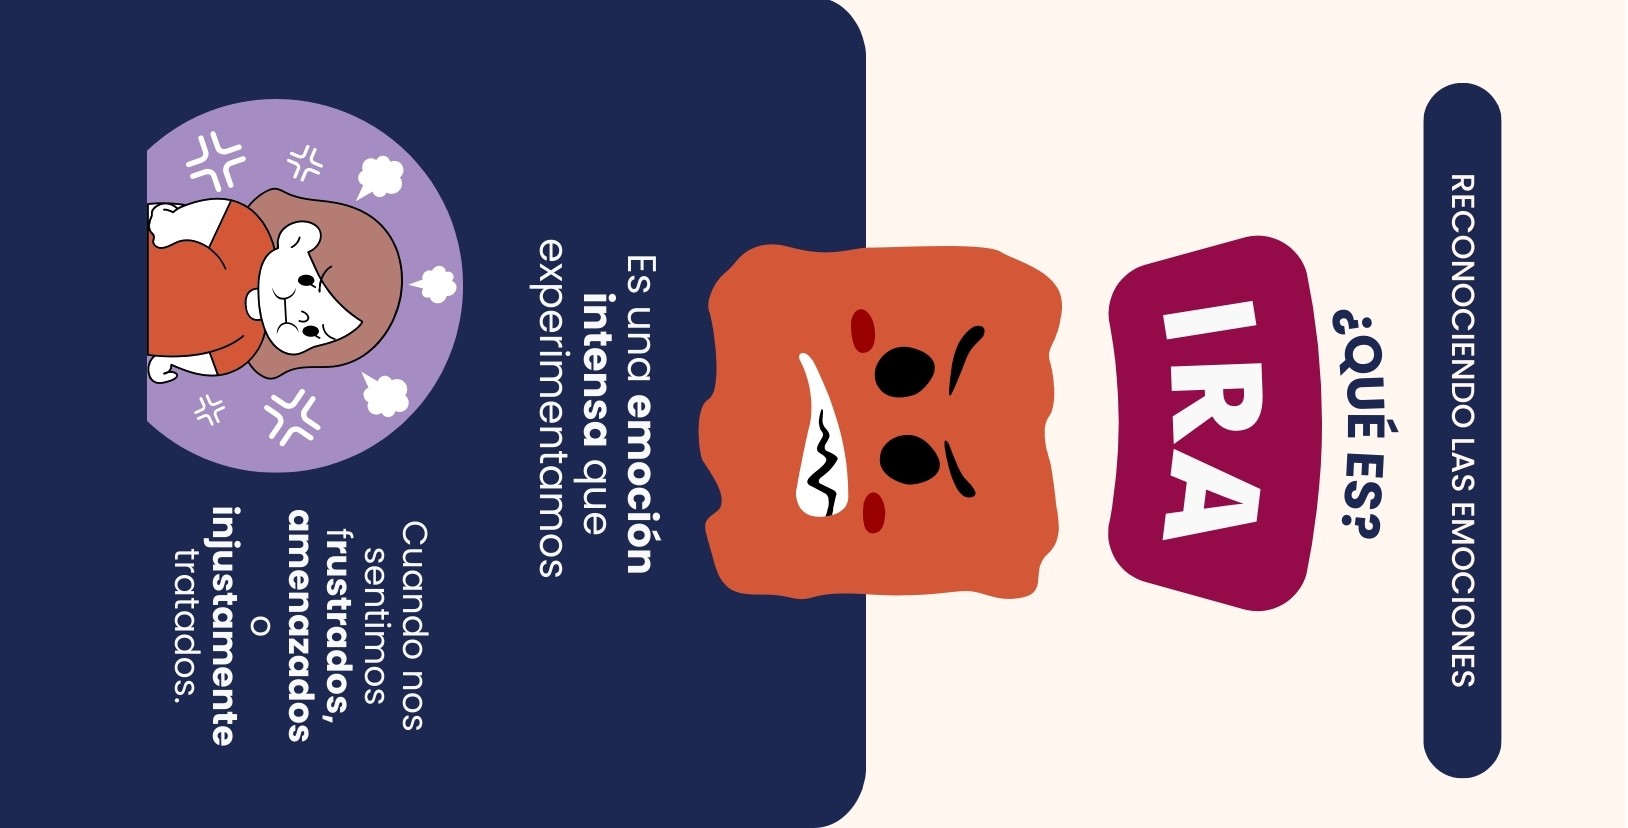 RECONOCIENDO LAS EMOCIONES
¿QUÉ ES?
IRA
Es una emoción
intensa que
experimentamos
Cuando nos
sentimos
frustrados,
amenazados
o
injustamente
tratados.